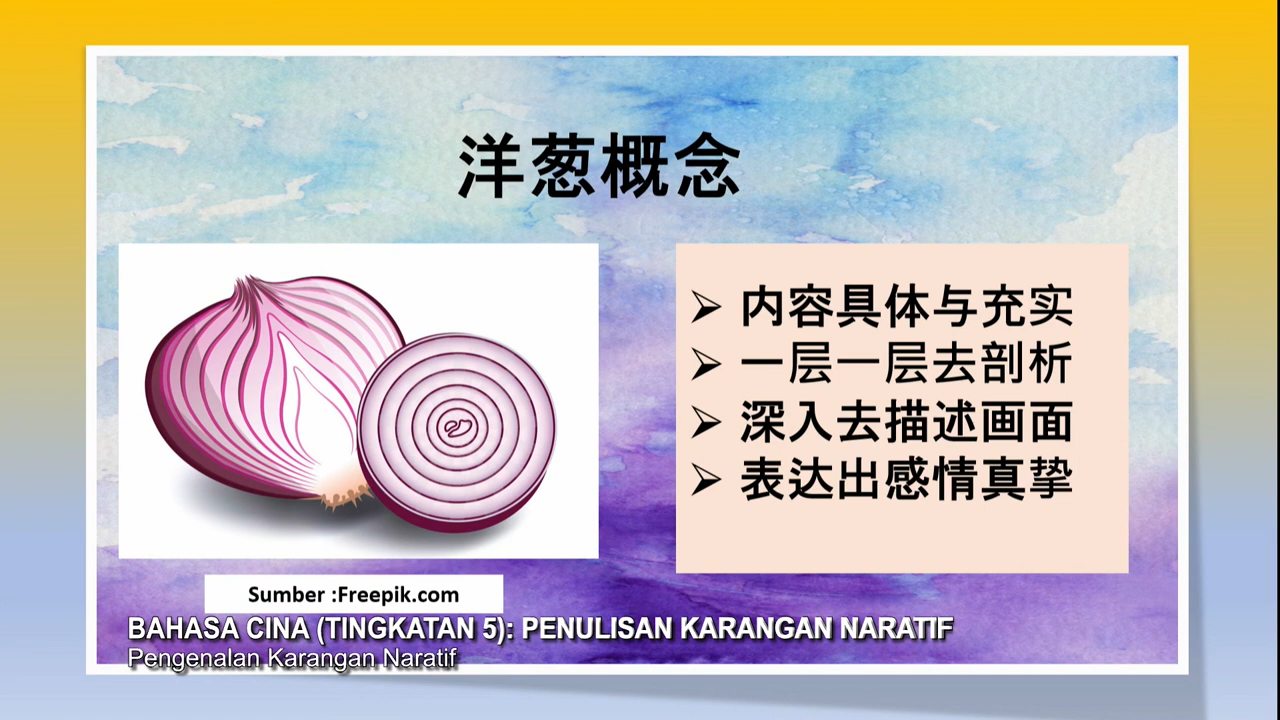 洋葱概念
内容具体与充实
一层一层去剖析
深入去描述画面
表达出感情真挚
Sumber :Freepik.com
BAHASA CINA (TINGKATAN 5): PENULISAN KARANGAN NARATIF
Pengenalan Karangan Naratif